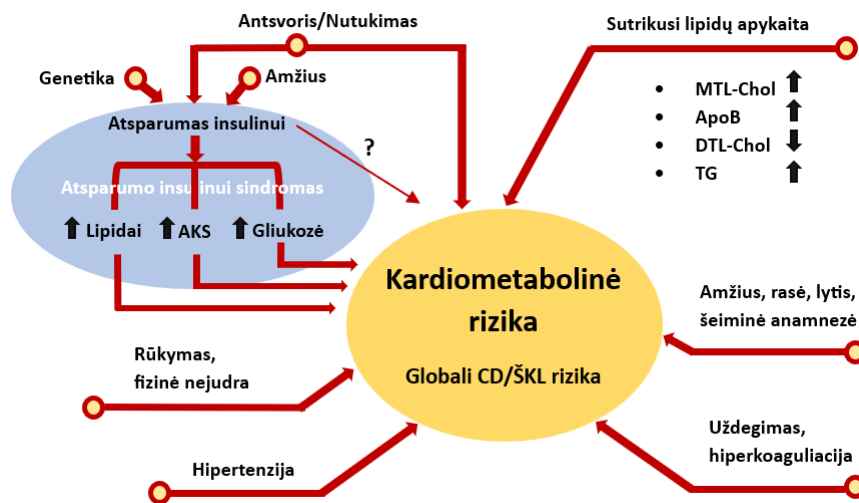 Antsvoris/Nutukimas
Sutrikusi lipidų apykaita
Genetika
Amžius
• MTL-Chol
• ApoB
• DTL-Chol
• TG
Atsparumas insulinui
?
Atsparumo insulinui sindromas
Lipidai
AKS
Gliukozė
Kardiometabolinė
rizika
Globali CD/ŠKL rizika
Amžius, rasė, lytis,
šeiminė anamnezė
Rūkymas,
fizinė nejudra
Uždegimas,
hiperkoaguliacija
Hipertenzija